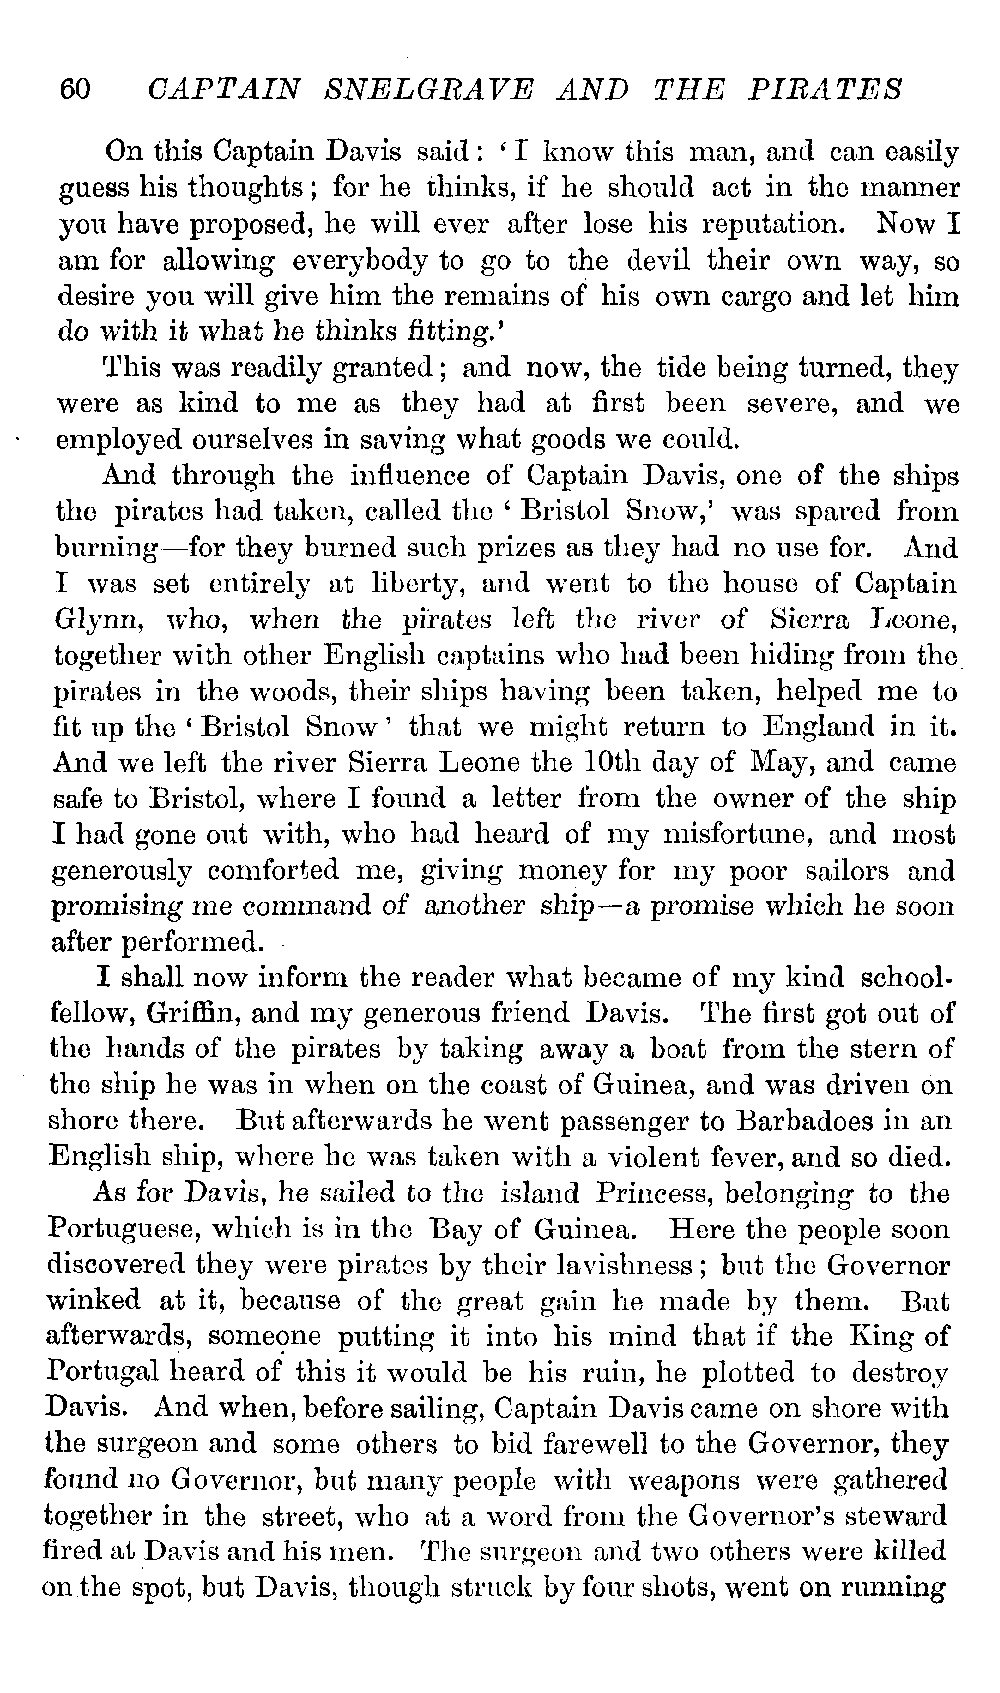 60 CAPTAIN SNELGRAVE AND THE PIRATES
On this Captain Davis said: ‘I know this man, and can easily
guess his thoughts; for he thinks, if he should act in the manner
you have proposed, he will ever after lose his reputation. Now I
am for allowing everybody to go to the devil their own way, so
desire you will give him the remains of his own cargo and let him
do with it what he thinks fitting.’
This was readily granted; and now, the tide being turned, they
were as kind to me as they had at first been severe, and we
employed ourselves in saving what goods we could.
And through the influence of Captain Davis, one of the ships
the pirates had taken, called the ‘Bristol Snow,’ was spared from
burning—for they burned such prizes as they had no use for. And
I was set entirely at liberty, and went to the house of Captain
Glynn, who, when the pirates left the river of Sierra Leone,
together with other English captains who had been hiding from the
pirates in the woods, their ships having been taken, helped me to
fit up the ‘Bristol Snow’ that we might return to England in it.
And we left the river Sierra Leone the 10th day of May, and came
safe to Bristol, where I found a letter from the owner of the ship
I had gone out with, who had heard of my misfortune, and most
generously comforted me, giving money for my poor sailors and
promising me command of another ship—a promise which he soon
after performed.
I shall now inform the reader what became of my kind school-
fellow, Griffin, and my generous friend Davis. The first got out of
the hands of the pirates by taking away a boat from the stern of
the ship he was in when on the coast of Guinea, and was driven on
shore there. But afterwards he went passenger to Barbadoes in an
English ship, where he was taken with a violent fever, and so died.
As for Davis, he sailed to the island Princess, belonging to the
Portuguese, which is in the Bay of Guinea. Here the people soon
discovered they were pirates by their lavishness; but the Governor
winked at it, because of the great gain he made by them. But
afterwards, someone putting it into his mind that if the King of
Portugal heard of this it would be his ruin, he plotted to destroy
Davis. And when, before sailing, Captain Davis came on shore with
the surgeon and some others to bid farewell to the Governor, they
found no Governor, but many people with weapons were gathered
together in the street, who at a word from the Governor’s steward
fired at Davis and his men. The surgeon and two others were killed
on the spot, but Davis, though struck by four shots, went on running